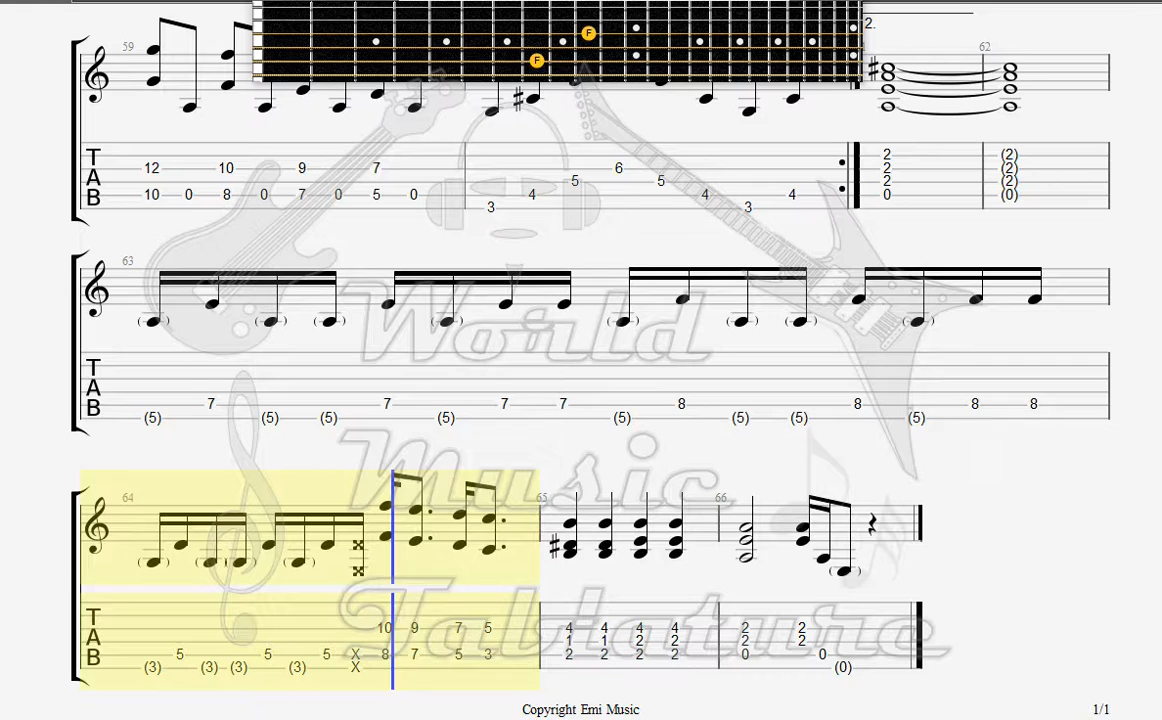 F
F
2.
59
62
T
A
B
12 10 9 7 6 2 (2)
5 5 2 (2)
2 (2)
10 0 8 0 7 0 5 0 4 4 4 0 (0)
3 3
63
T
A
B
7 7 7 7 8 8 8 8
(5) (5) (5) (5) (5) (5) (5) (5)
World
Music
64
65
66
T
A
B
10 9 7 5 4 4 4 4 2 2
1 1 2 2 2 2
5 5 5 X 8 7 5 3 2 2 2 2 0 0
(3) (3) (3) (3) X (0)
Tablature
Copyright Emi Music
1/1